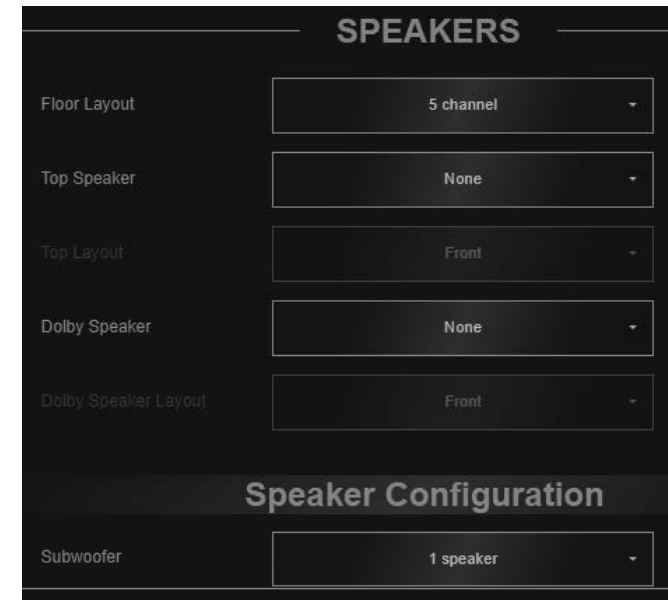 SPEAKERS
Floor Layout 5 channel
Top Speaker None
Top Layout Front
Dolby Speaker None
Dolby Speaker Layout Front
Speaker Configuration
Subwoofer 1 speaker